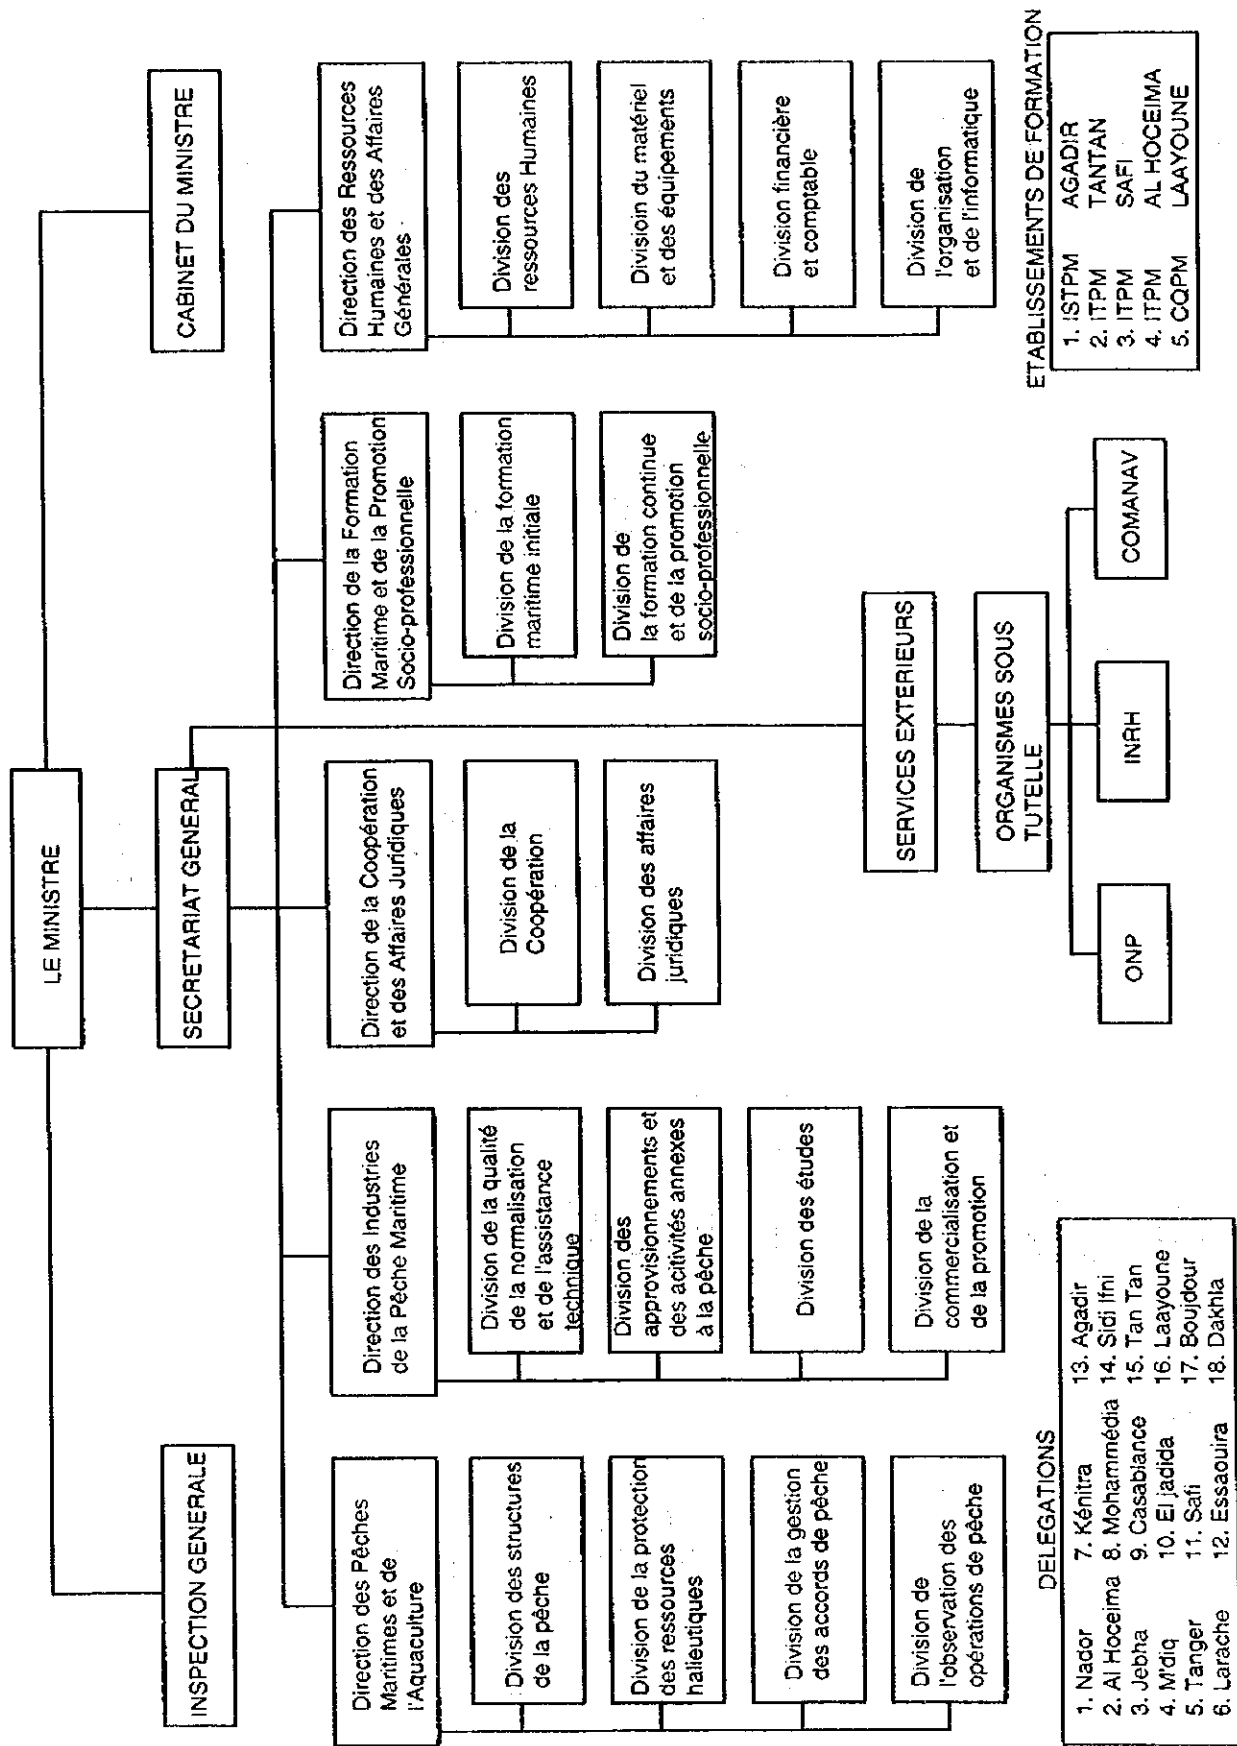 LE MINISTRE
INSPECTION GENERALE
SECRETARIAT GENERAL
CABINET DU MINISTRE
Direction des Pêches
Maritimes et de
l'Aquaculture
Division des structures
de la pêche
Division de la protection
des ressources
halieutiques
Division de la gestion
des accords de pêche
Division de
l'observation des
opérations de pêche
Direction des Industries
de la Pêche Maritime
Division de la qualité
de la normalisation
et de l'assistance
technique
Division des
approvisionnements et
des acitivités annexes
à la pêche
Division des études
Division de la
commercialisation et
de la promotion
Direction de la Coopération
et des Affaires Juridiques
Division de la
Coopération
Division des affaires
juridiques
Direction de la Formation
Maritime et de la Promotion
Socio-professionnelle
Division de la formation
maritime initiale
Division de
la formation continue
et de la promotion
socio-professionnelle
Direction des Ressources
Humaines et des Affaires
Générales
Division des
ressources Humaines
Divisioin du matériel
et des équipements
Division financière
et comptable
Division de
l'organisation
et de l'informatique
SERVICES EXTERIEURS
ORGANISMES SOUS
TUTELLE
ONP
INRH
COMANAV
DELEGATIONS
1. Nador 7. Kénitra 13. Agadir
2. Al Hoceima 8. Mohammédia 14. Sidi Ifni
3. Jebha 9. Casablance 15. Tan Tan
4. M'diq 10. El jadida 16. Laayoune
5. Tanger 11. Safi 17. Boujdour
6. Larache 12. Essaouira 18. Dakhla
ETABLISSEMENTS DE FORMATION
1. ISTPM AGADIR
2. ITPM TANTAN
3. ITPM SAFI
4. ITPM AL HOCEIMA
5. CQPM LAAYOUNE